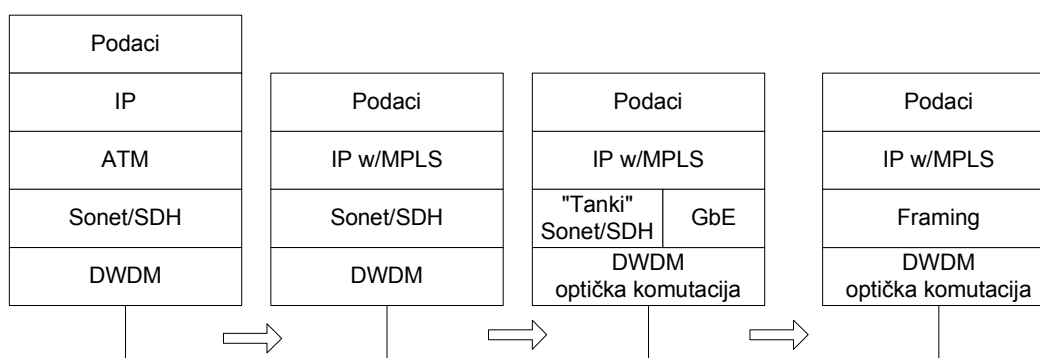 Podaci
IP
ATM
Sonet/SDH
DWDM
Podaci
IP w/MPLS
Sonet/SDH
DWDM
Podaci
IP w/MPLS
"Tanki"
Sonet/SDH
GbE
DWDM
optička komutacija
Podaci
IP w/MPLS
Framing
DWDM
optička komutacija